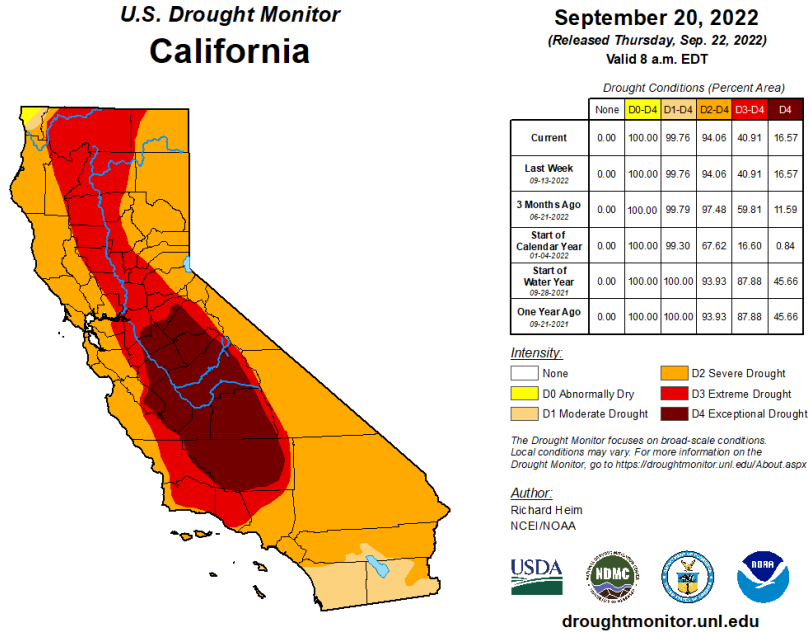 U.S. Drought Monitor
California
September 20, 2022
(Released Thursday, Sep. 22, 2022)
Valid 8 a.m. EDT
Drought Conditions (Percent Area)
None D0-D4 D1-D4 D2-D4 D3-D4 D4
Current 0.00 100.00 99.76 94.06 40.91 16.57
Last Week
09-13-2022
0.00 100.00 99.76 94.06 40.91 16.57
3 Months Ago
06-21-2022
0.00 100.00 99.79 97.48 59.81 11.59
Start of
Calendar Year
01-04-2022
0.00 100.00 99.30 67.62 16.60 0.84
Start of
Water Year
09-28-2021
0.00 100.00 100.00 93.93 87.88 45.66
One Year Ago
09-21-2021
0.00 100.00 100.00 93.93 87.88 45.66
Intensity:
None
D0 Abnormally Dry
D1 Moderate Drought
D2 Severe Drought
D3 Extreme Drought
D4 Exceptional Drought
The Drought Monitor focuses on broad-scale conditions.
Local conditions may vary. For more information on the
Drought Monitor, go to https://droughtmonitor.unl.edu/About.aspx
Author:
Richard Heim
NCEI/NOAA
USDA
NDMC
NOAA
droughtmonitor.unl.edu